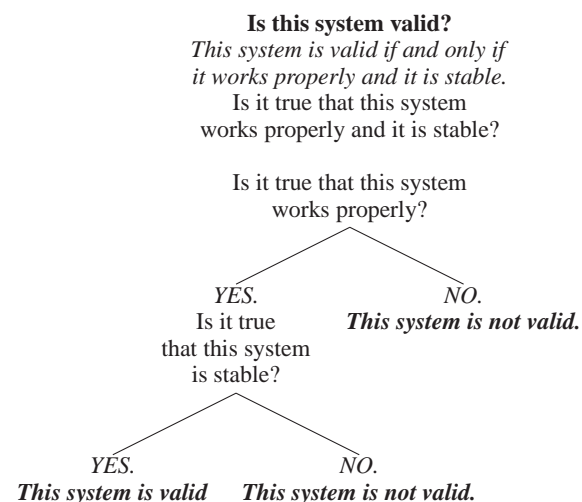 Is this system valid?
This system is valid if and only if
it works properly and it is stable.
Is it true that this system
works properly and it is stable?
Is it true that this system
works properly?
YES.
Is it true
that this system
is stable?
NO.
This system is not valid.
YES.
This system is valid
NO.
This system is not valid.